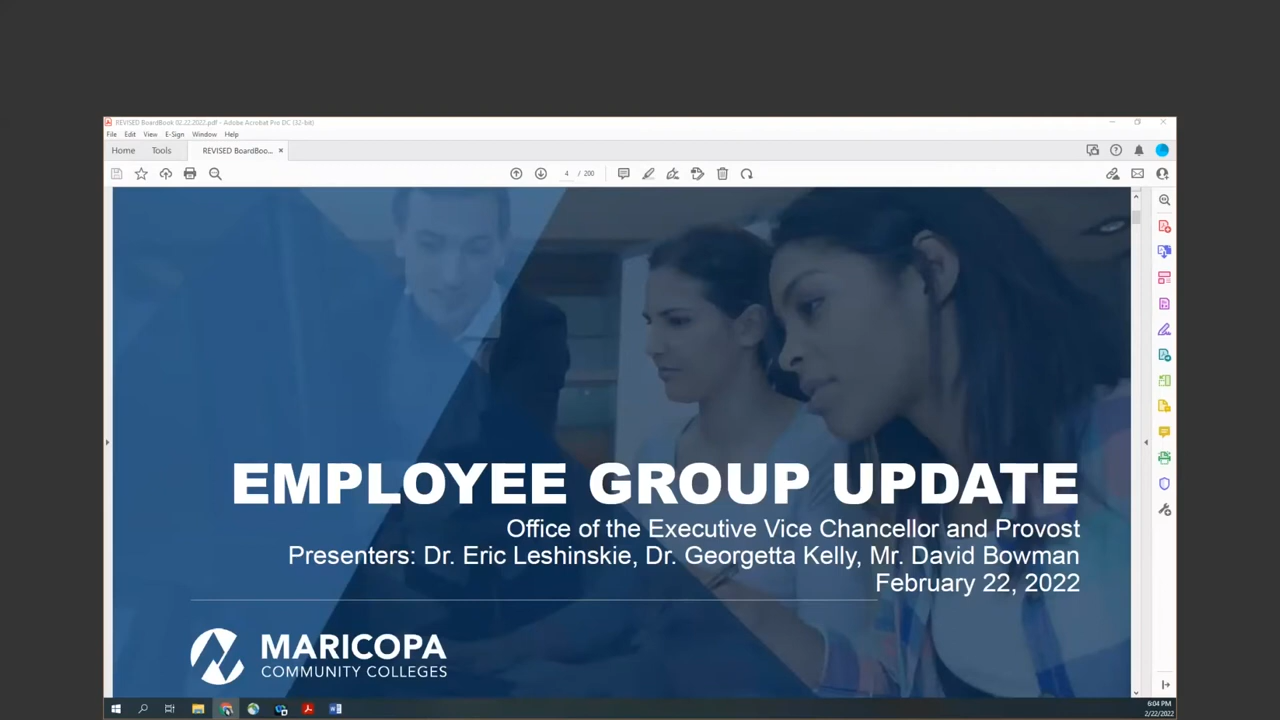 REVISED BoardBook 02.22.2022.pdf - Adobe Acrobat Pro DC (32-bit)
File Edit View E-Sign Window Help
Home Tools REVISED BoardBoo... ×
4 / 200
EMPLOYEE GROUP UPDATE
Office of the Executive Vice Chancellor and Provost
Presenters: Dr. Eric Leshinskie, Dr. Georgetta Kelly, Mr. David Bowman
February 22, 2022
MARICOPA
COMMUNITY COLLEGES
6:04 PM
2/22/2022